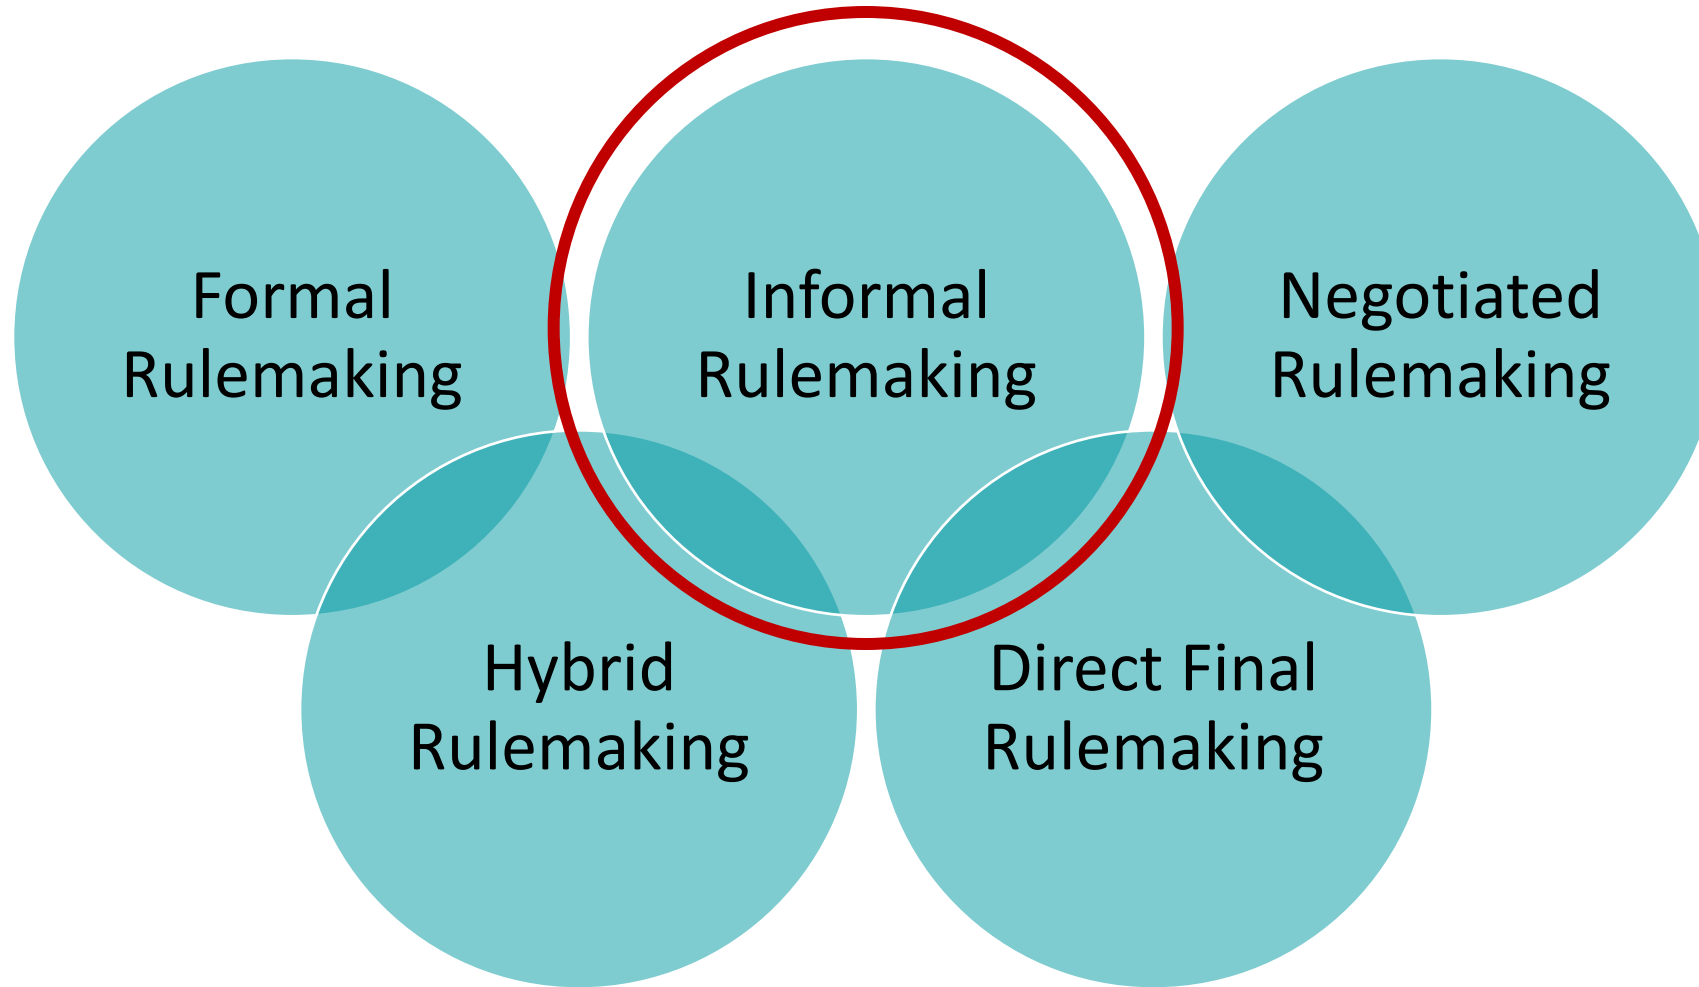 Formal
Rulemaking
Informal
Rulemaking
Negotiated
Rulemaking
Hybrid
Rulemaking
Direct Final
Rulemaking